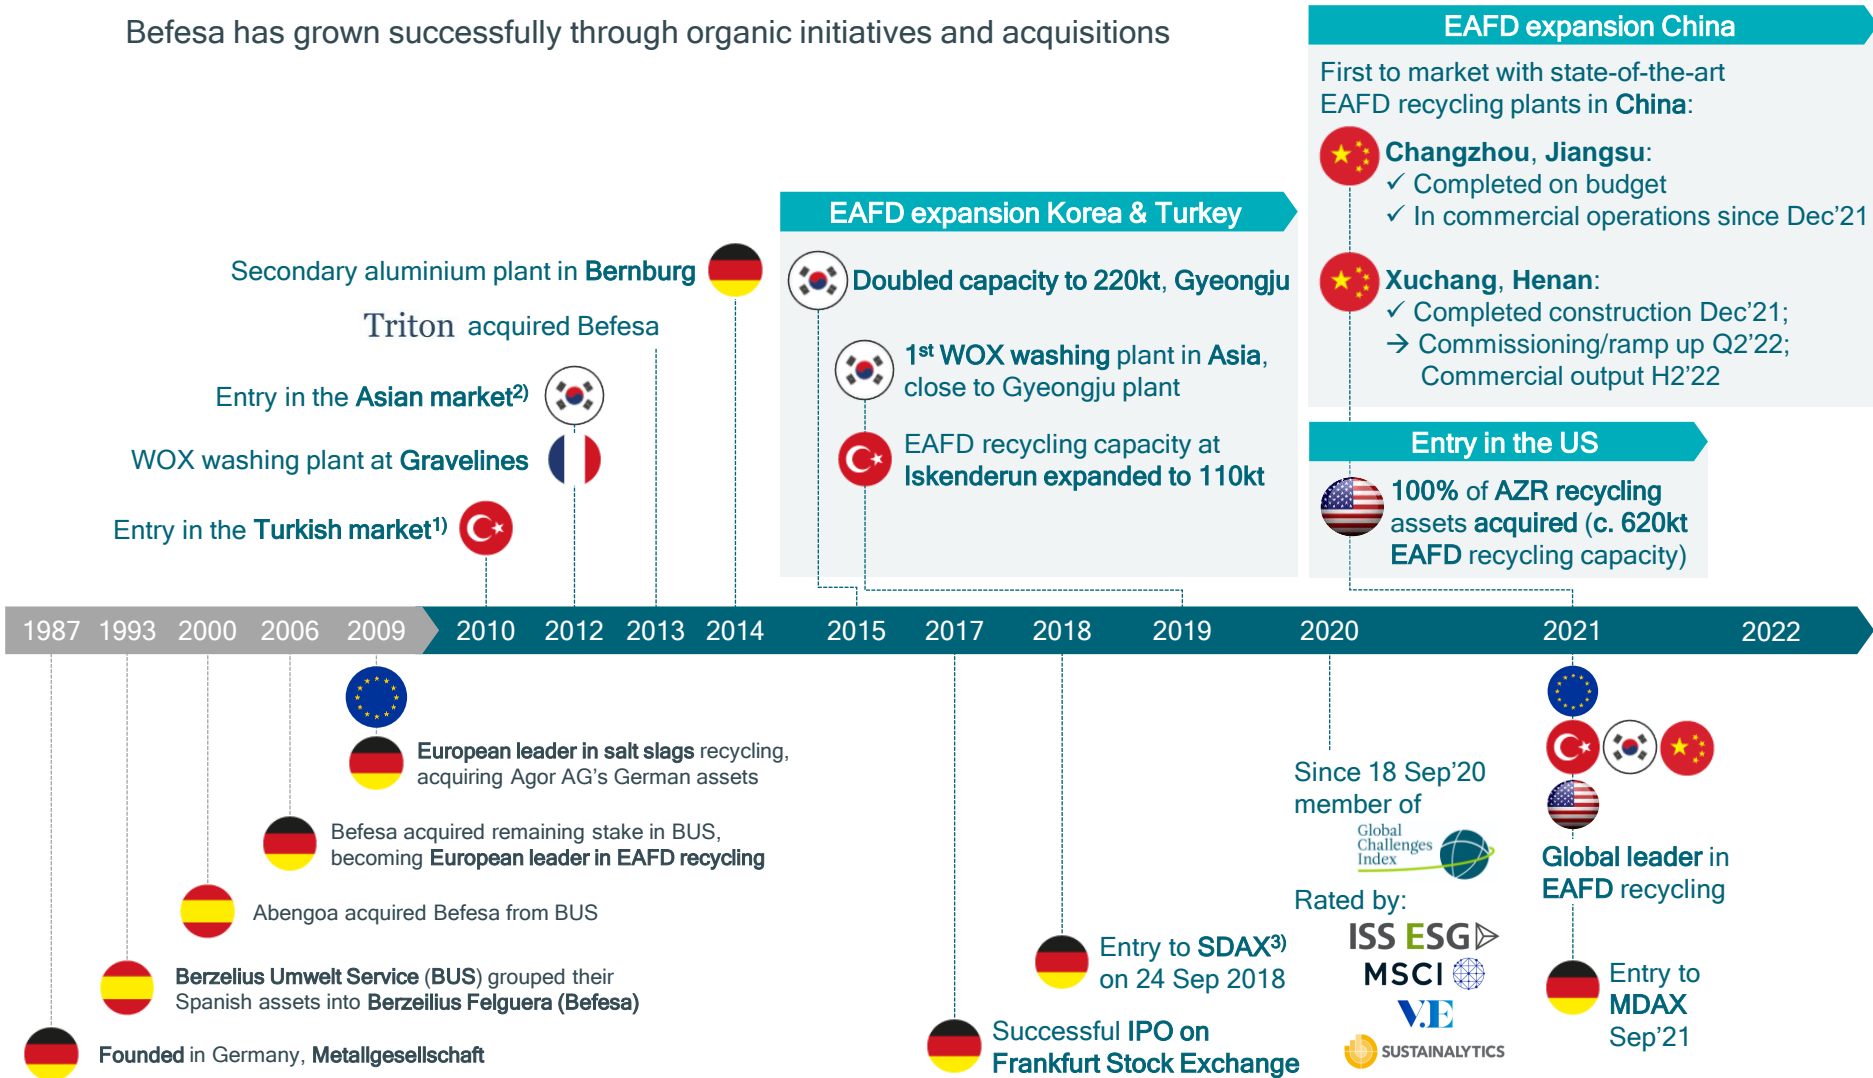 Befesa has grown successfully through organic initiatives and acquisitions
EAFD expansion China
First to market with state-of-the-art
EAFD recycling plants in China:
Changzhou, Jiangsu:
✓ Completed on budget
✓ In commercial operations since Dec’21
Xuchang, Henan:
✓ Completed construction Dec’21;
→ Commissioning/ramp up Q2’22;
Commercial output H2’22
EAFD expansion Korea & Turkey
Doubled capacity to 220kt, Gyeongju
1st WOX washing plant in Asia,
close to Gyeongju plant
EAFD recycling capacity at
Iskenderun expanded to 110kt
Entry in the US
100% of AZR recycling
assets acquired (c. 620kt
EAFD recycling capacity)
Secondary aluminium plant in Bernburg
Triton acquired Befesa
Entry in the Asian market2)
WOX washing plant at Gravelines
Entry in the Turkish market1)
1987 1993 2000 2006 2009 2010 2012 2013 2014 2015 2017 2018 2019 2020 2021 2022
European leader in salt slags recycling,
acquiring Agor AG’s German assets
Befesa acquired remaining stake in BUS,
becoming European leader in EAFD recycling
Abengoa acquired Befesa from BUS
Berzelius Umwelt Service (BUS) grouped their
Spanish assets into Berzeilius Felguera (Befesa)
Founded in Germany, Metallgesellschaft
Successful IPO on
Frankfurt Stock Exchange
Entry to SDAX3)
on 24 Sep 2018
Since 18 Sep’20
member of
Global
Challenges
Index
Rated by:
ISS ESG
MSCI
V.E
SUSTAINALYTICS
Global leader in
EAFD recycling
Entry to
MDAX
Sep’21